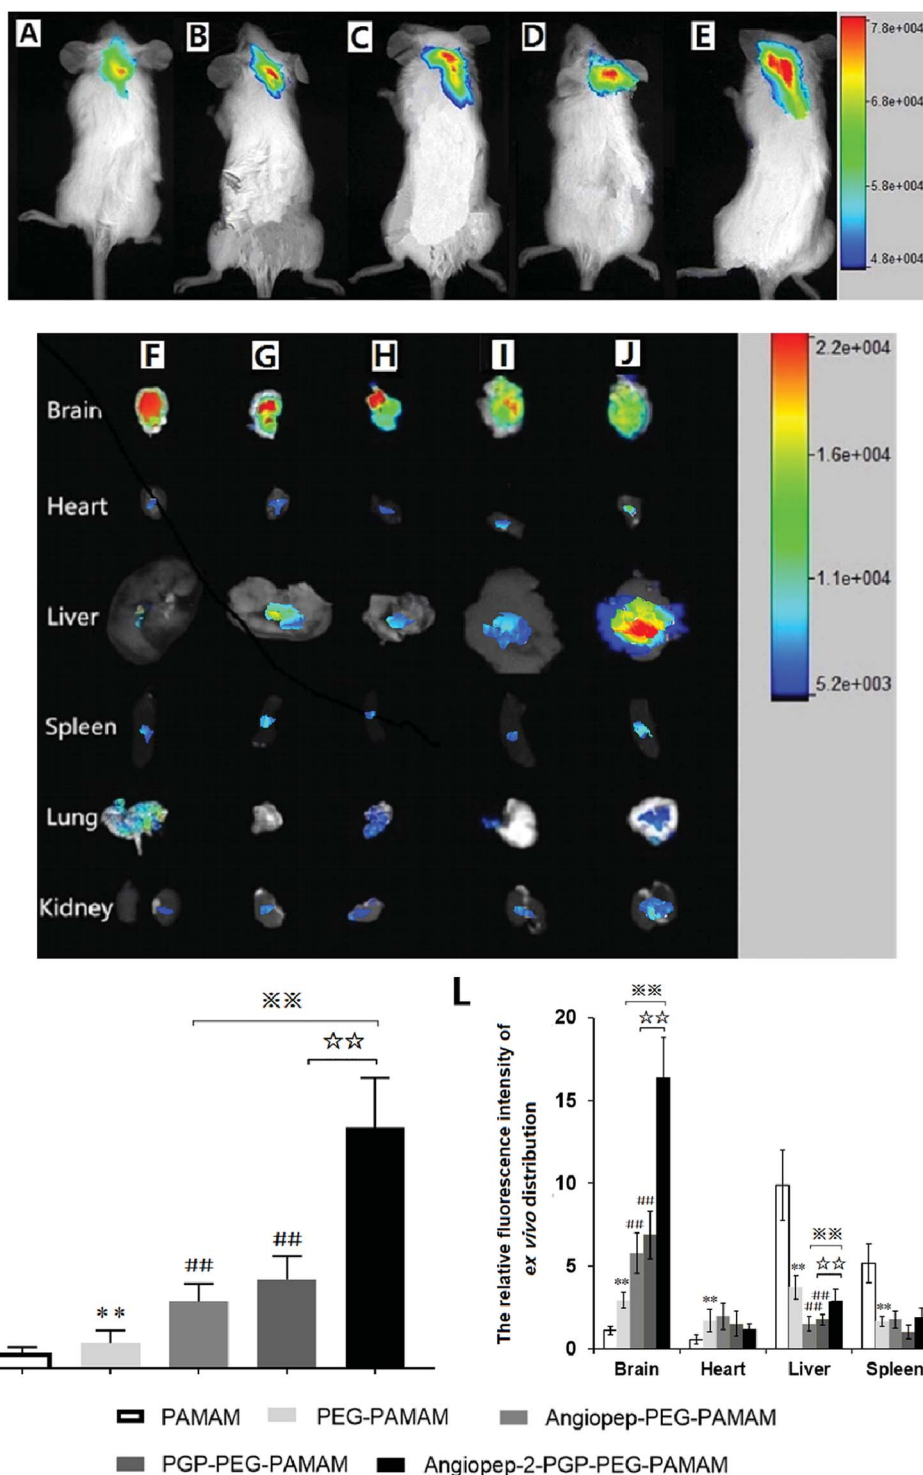 A B C D E
7.8e+004
6.8e+004
5.8e+004
4.8e+004
F G H I J
Brain
Heart
Liver
Spleen
Lung
Kidney
2.2e+004
1.6e+004
1.1e+004
5.2e+003
※※
☆☆
##
##
**
L
The relative fluorescence intensity of
ex vivo distribution
20
15
10
5
0
※※
☆☆
##
##
**
**
※※
☆☆
**
##
##
**
Brain Heart Liver Spleen
PAMAM PEG-PAMAM Angiopep-PEG-PAMAM
PGP-PEG-PAMAM Angiopep-2-PGP-PEG-PAMAM